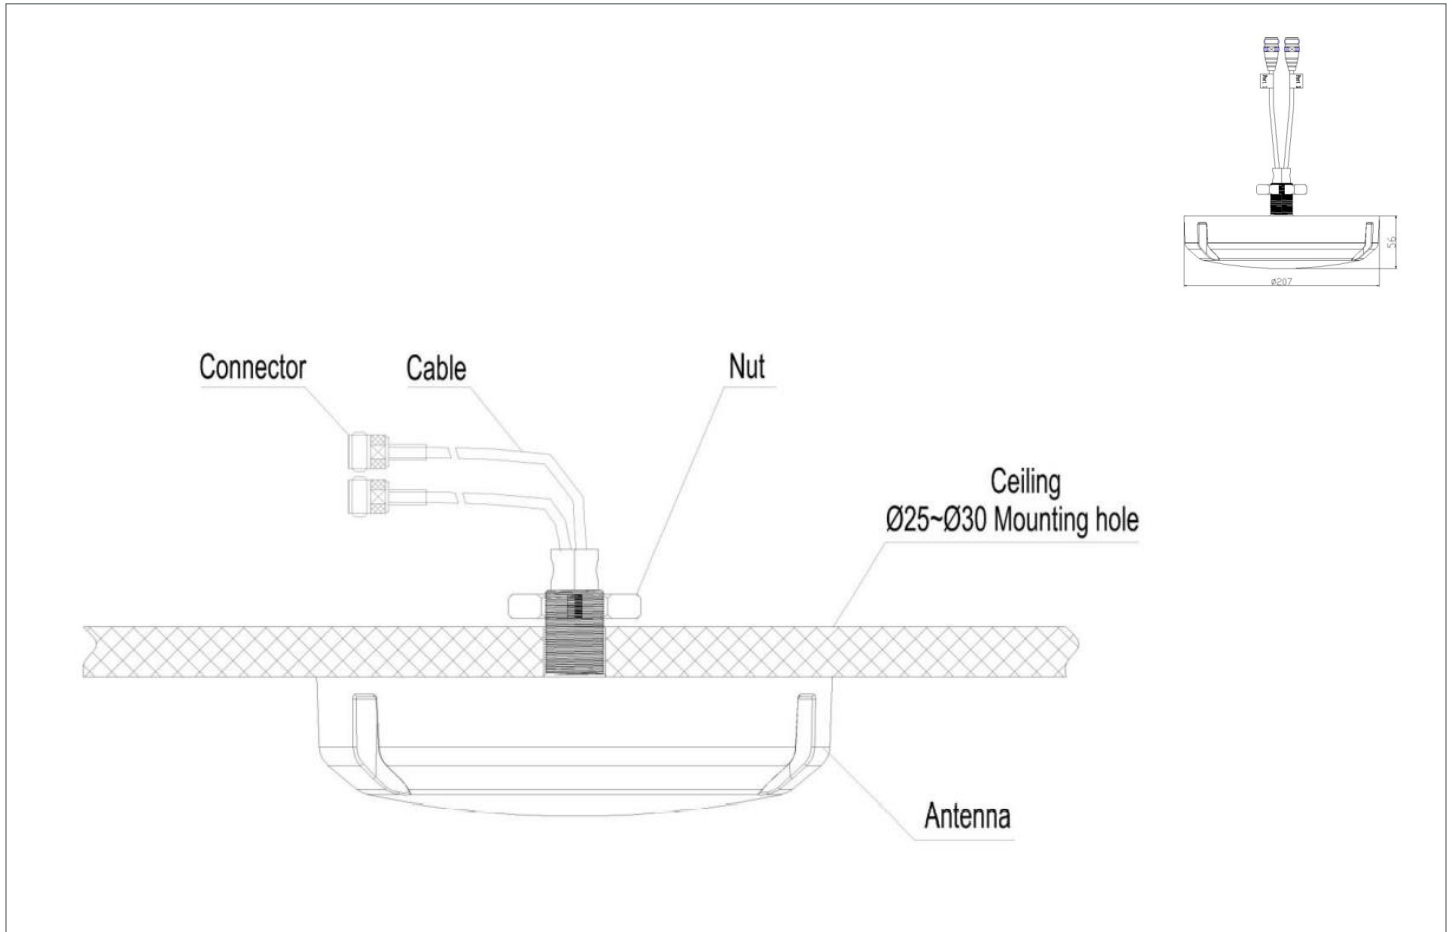 56
Ø207
Connector
Cable
Nut
Ceiling
Ø25~Ø30 Mounting hole
Antenna